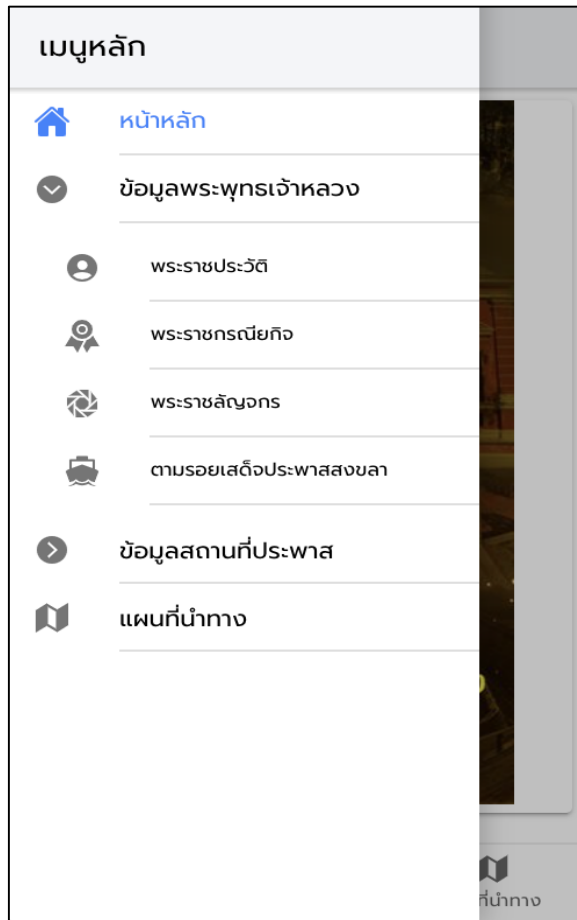 เมนูหลัก
หน้าหลัก
ข้อมูลพระพุทธเจ้าหลวง
พระราชประวัติ
พระราชกรณียกิจ
พระราชลัญจกร
ตามรอยเสด็จประพาสสงขลา
ข้อมูลสถานที่ประพาส
แผนที่นำทาง
ที่นำทาง